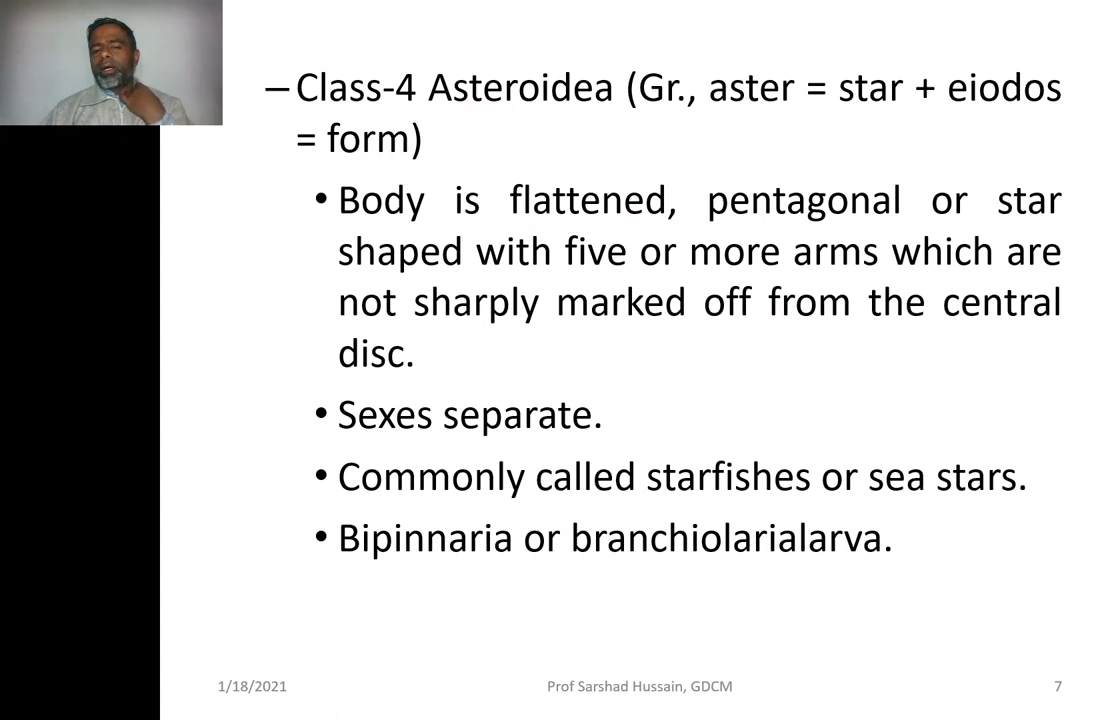 – Class-4 Asteroidea (Gr., aster = star + eiodos
= form)
• Body is flattened, pentagonal or star
shaped with five or more arms which are
not sharply marked off from the central
disc.
• Sexes separate.
• Commonly called starfishes or sea stars.
• Bipinnaria or branchiolarialarva.
1/18/2021 Prof Sarshad Hussain, GDCM 7